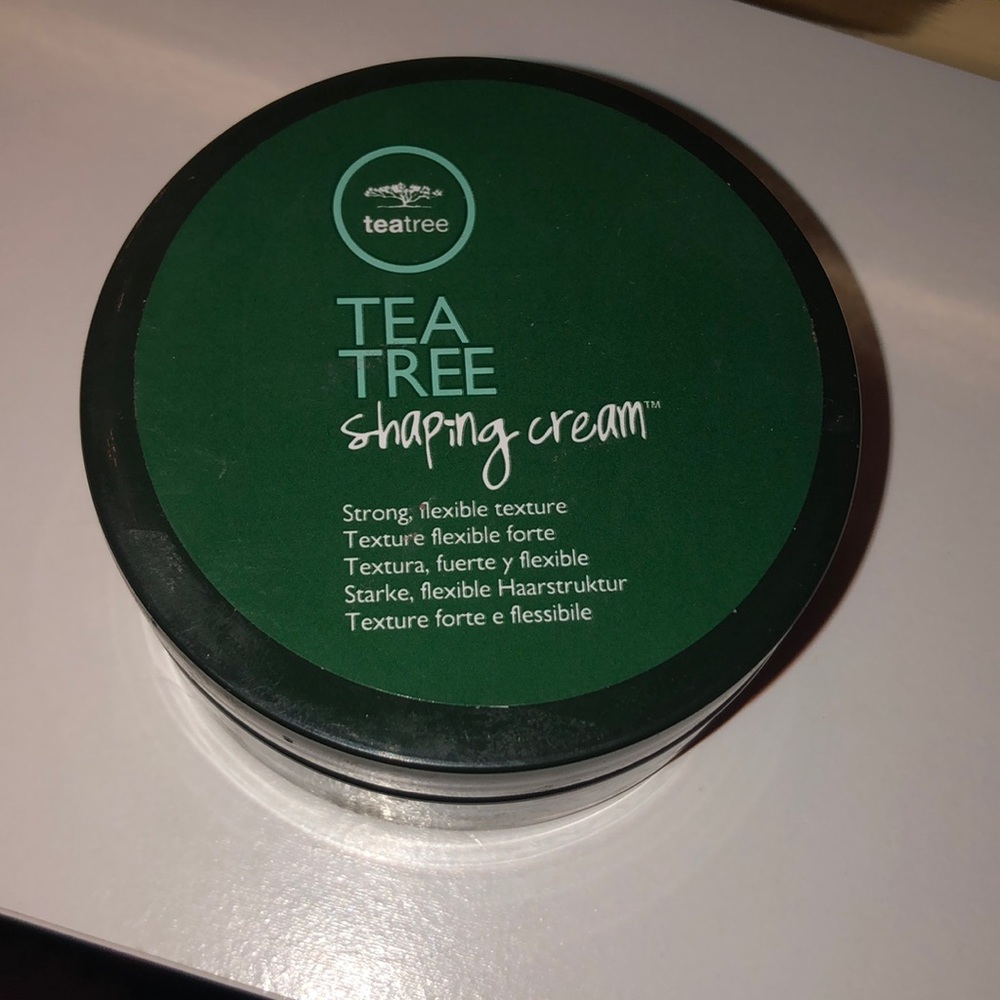 teatree
TEA
TREE
shaping cream™
Strong, flexible texture
Texture flexible forte
Textura, fuerte y flexible
Starke, flexible Haarstruktur
Texture forte e flessibile